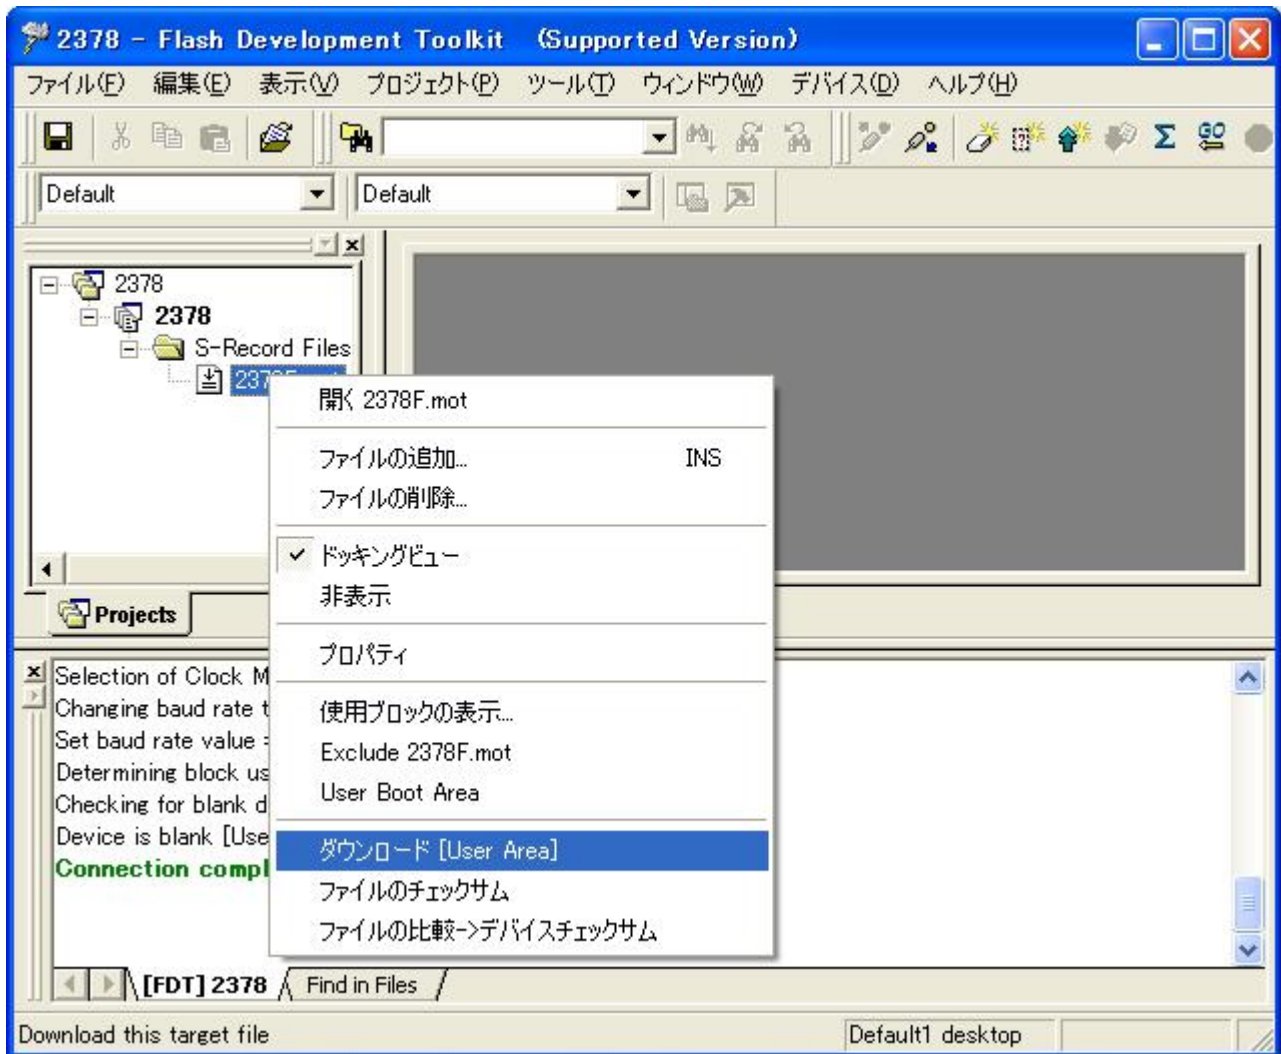 2378 - Flash Development Toolkit (Supported Version)
ファイル(F) 編集(E) 表示(V) プロジェクト(P) ツール(T) ウィンドウ(W) デバイス(D) ヘルプ(H)
GO
Default Default
2378
2378
S-Record Files
開く 2378F.mot
ファイルの追加... INS
ファイルの削除...
ドッキングビュー
非表示
プロパティ
使用ブロックの表示...
Exclude 2378F.mot
User Boot Area
ダウンロード [User Area]
ファイルのチェックサム
ファイルの比較->デバイスチェックサム
Projects
Selection of Clock M
Changing baud rate t
Set baud rate value =
Determining block us
Checking for blank d
Device is blank [Use
Connection compl
[FDT] 2378 Find in Files
Download this target file Default1 desktop